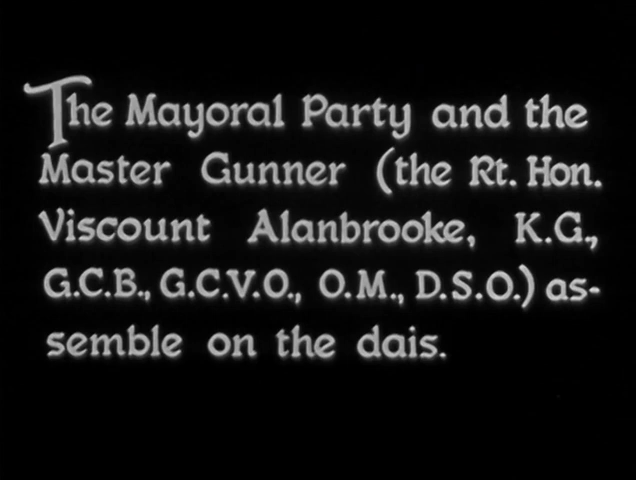 The Mayoral Party and the
Master Gunner (the Rt. Hon.
Viscount Alanbrooke, K.G.,
G.C.B., G.C.V.O., O.M., D.S.O.) as-
semble on the dais.